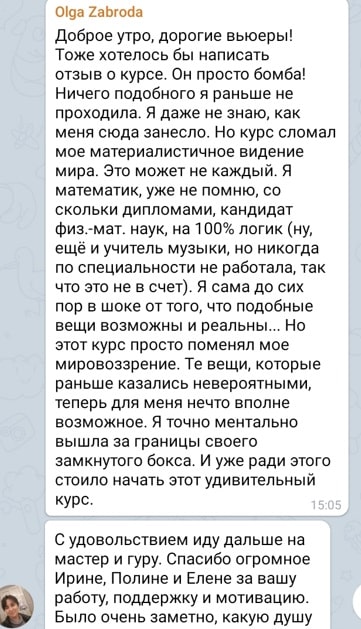 Olga Zabroda
Доброе утро, дорогие вьюеры!
Тоже хотелось бы написать
отзыв о курсе. Он просто бомба!
Ничего подобного я раньше не
проходила. Я даже не знаю, как
меня сюда занесло. Но курс сломал
мое материалистичное видение
мира. Это может не каждый. Я
математик, уже не помню, со
скольки дипломами, кандидат
физ.-мат. наук, на 100% логик (ну,
ещё и учитель музыки, но никогда
по специальности не работала, так
что это не в счет). Я сама до сих
пор в шоке от того, что подобные
вещи возможны и реальны... Но
этот курс просто поменял мое
мировоззрение. Те вещи, которые
раньше казались невероятными,
теперь для меня нечто вполне
возможное. Я точно ментально
вышла за границы своего
замкнутого бокса. И уже ради этого
стоило начать этот удивительный
курс.
15:05
С удовольствием иду дальше на
мастер и гуру. Спасибо огромное
Ирине, Полине и Елене за вашу
работу, поддержку и мотивацию.
Было очень заметно, какую душу